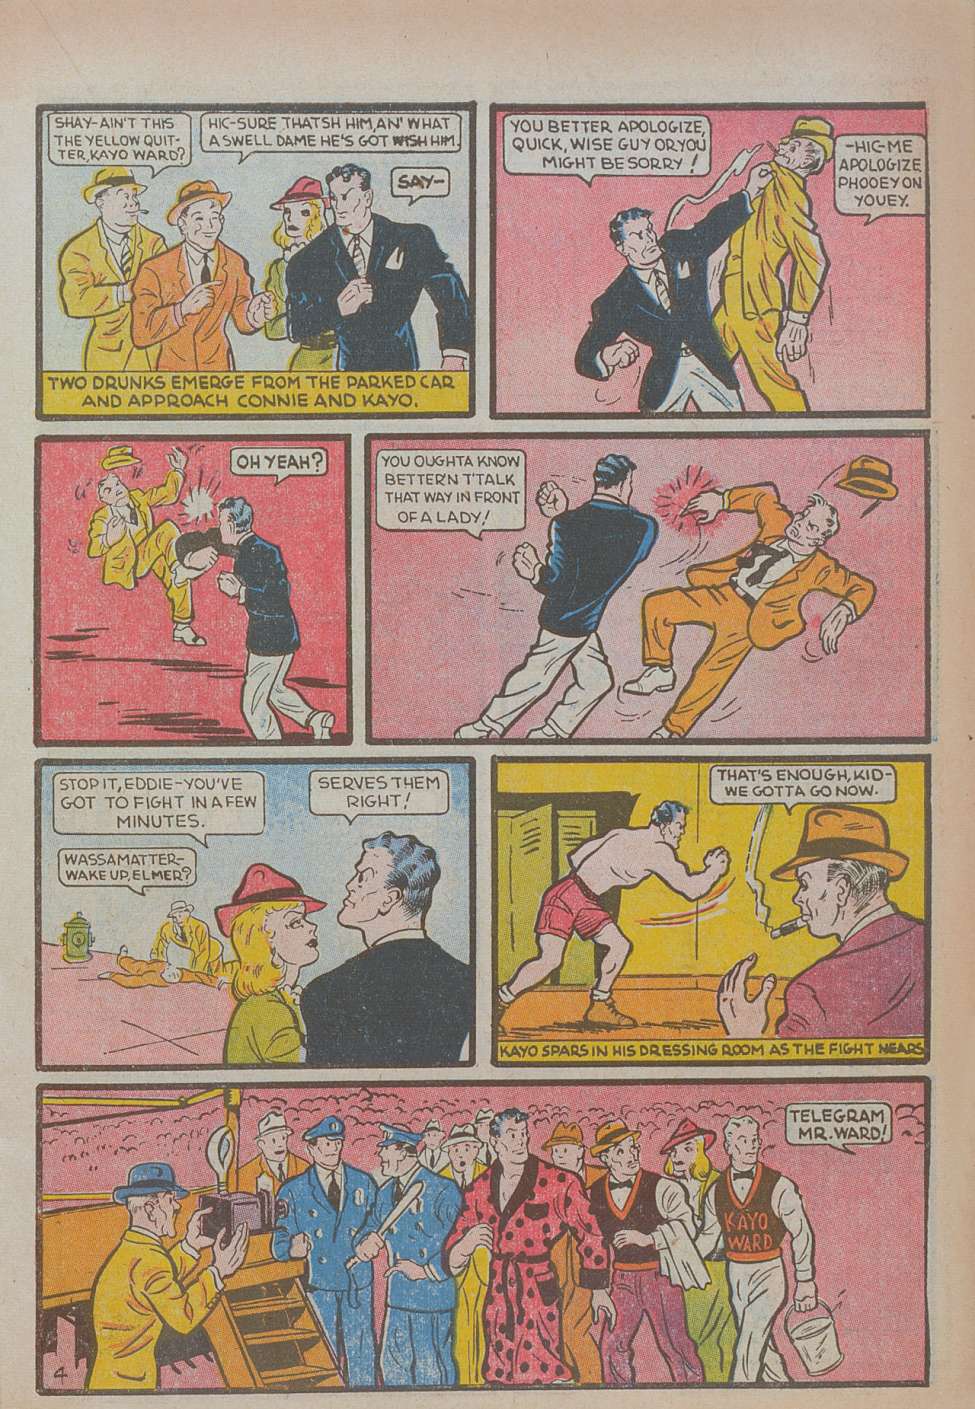 SHAY-AIN'T THIS
THE YELLOW QUIT-
TER, KAYO WARD?
HIC-SURE THATSH HIM, AN' WHAT
A SWELL DAME HE'S GOT WISH HIM.
SAY-
TWO DRUNKS EMERGE FROM THE PARKED CAR
AND APPROACH CONNIE AND KAYO.
YOU BETTER APOLOGIZE,
QUICK, WISE GUY OR YOU
MIGHT BE SORRY!
-HIC-ME
APOLOGIZE,
PHOOEY ON
YOUEY.
OH YEAH?
YOU OUGHTA KNOW
BETTER'N T'TALK
THAT WAY IN FRONT
OF A LADY!
STOP IT, EDDIE-YOU'VE
GOT TO FIGHT IN A FEW
MINUTES.
SERVES THEM
RIGHT!
WASSAMATTER-
WAKE UP, ELMER?
THAT'S ENOUGH, KID-
WE GOTTA GO NOW.
KAYO SPARS IN HIS DRESSING ROOM AS THE FIGHT NEARS
TELEGRAM
MR. WARD!
KAYO
WARD
4